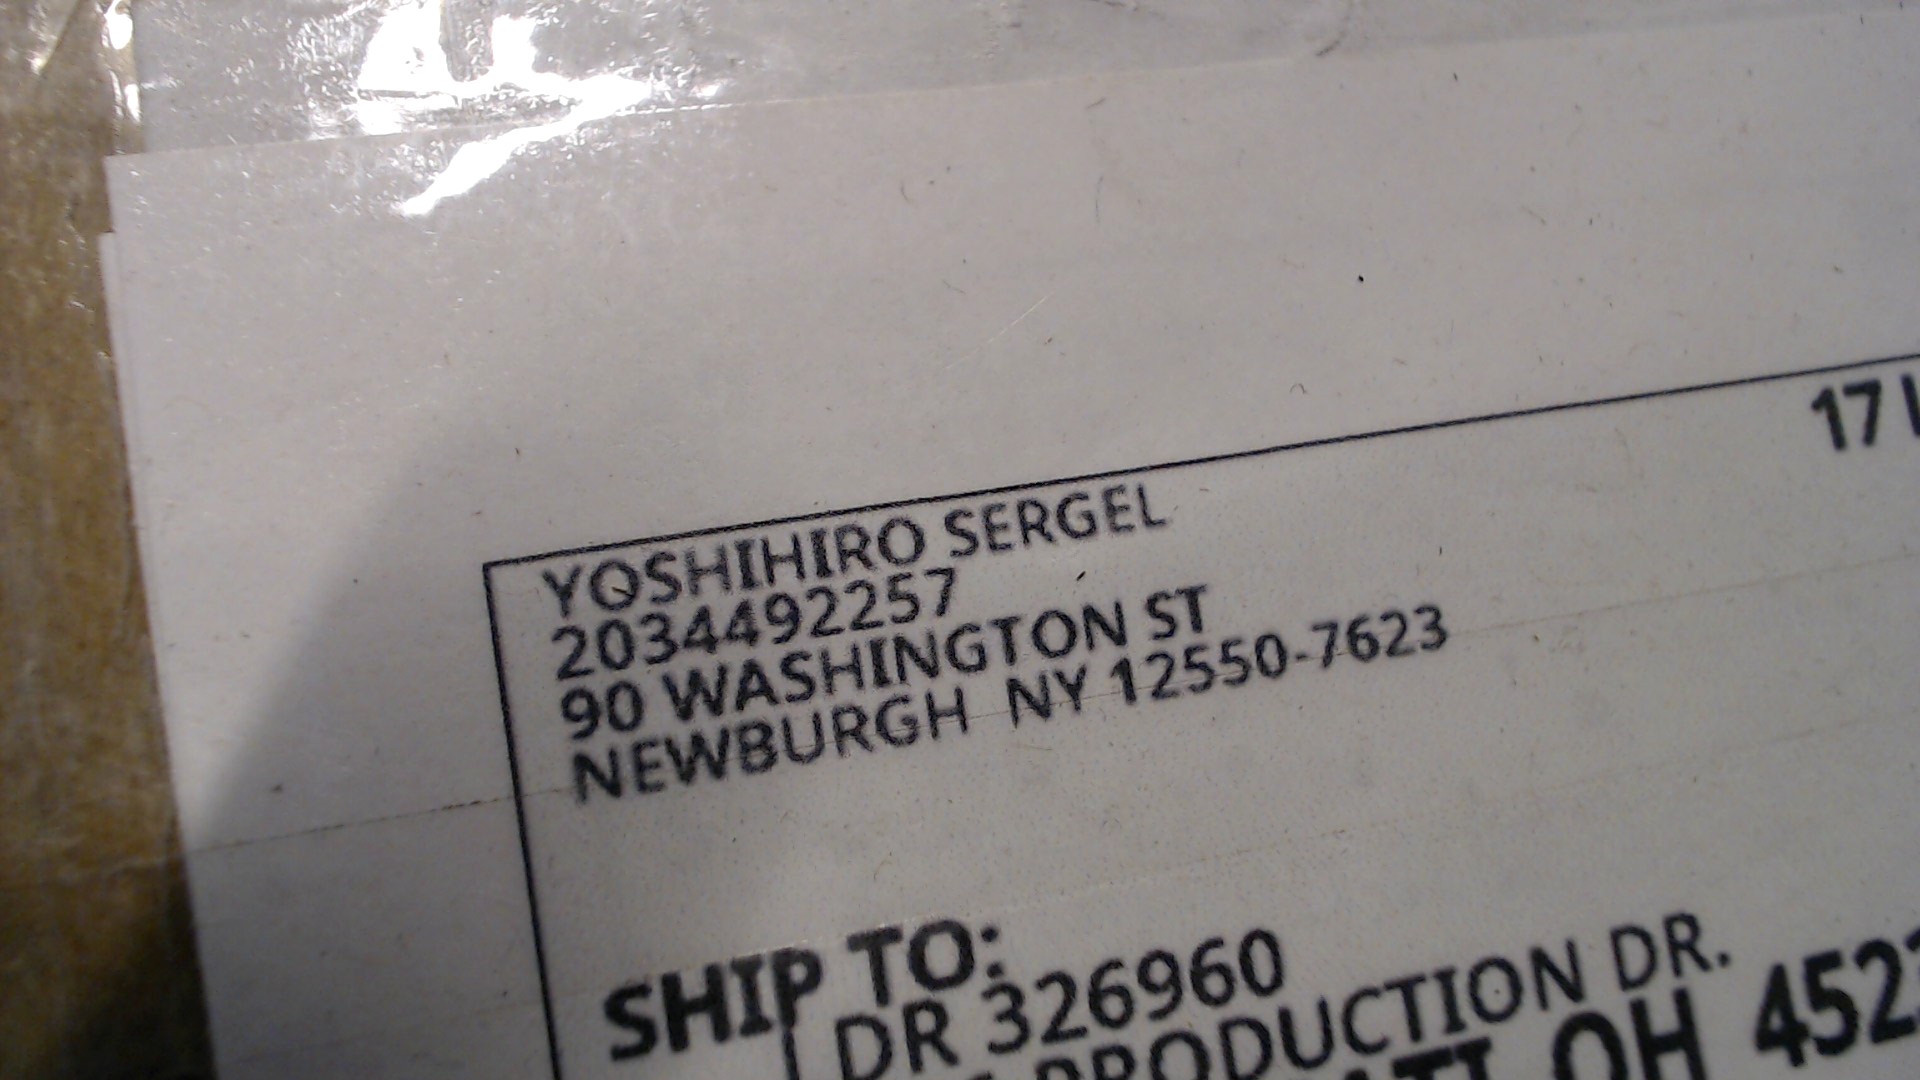 17
YOSHIHIRO SERGEL
2034492257
90 WASHINGTON ST
NEWBURGH NY 12550-7623
SHIP TO:
DR 326960
PRODUCTION DR.
OH